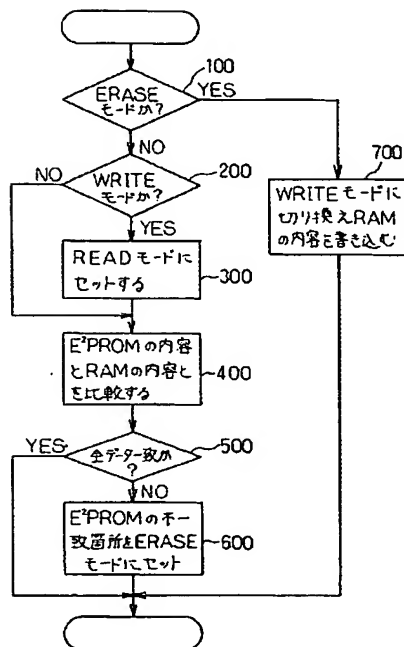 100
ERASE
モードか?
YES
NO
200
NO
WRITE
モードか?
YES
700
WRITEモードに
切り換えRAM
の内容を書き込む
READモードに
セットする
300
E²PROMの内容
とRAMの内容と
を比較する
400
YES
全データ一致か
?
500
NO
E²PROMの不一
致箇所をERASE
モードにセット
600